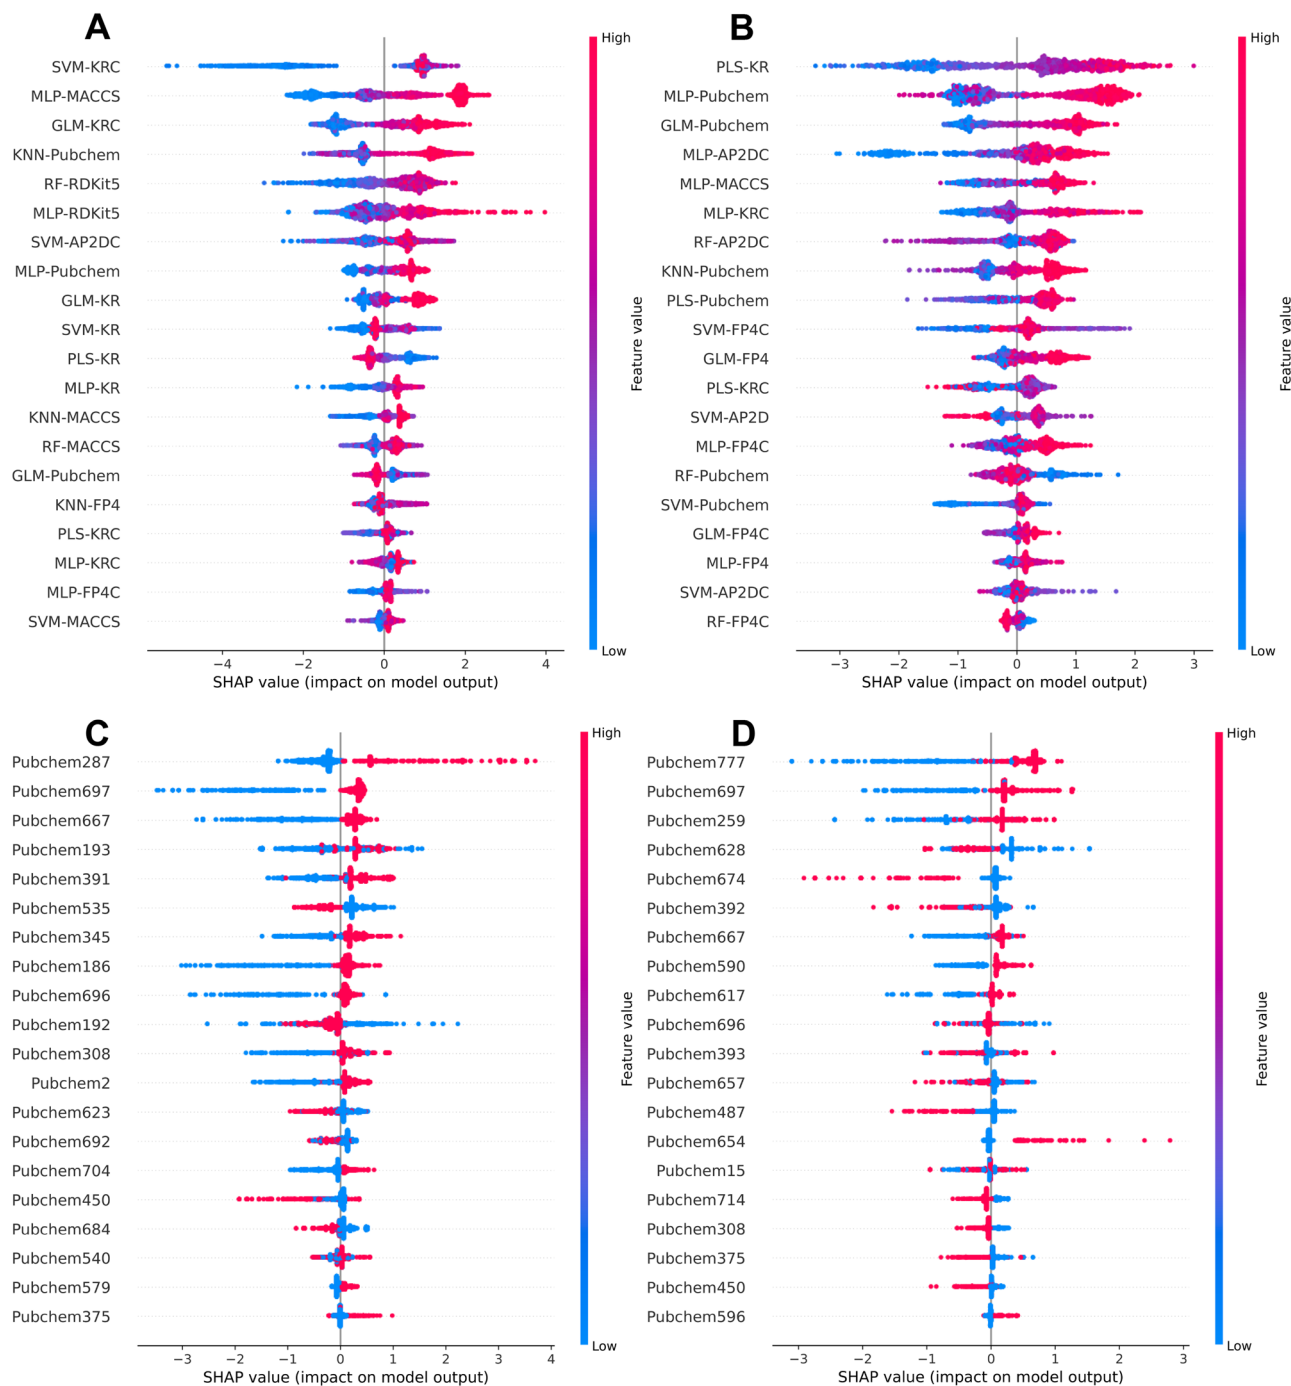 A
SVM-KRC
MLP-MACCS
GLM-KRC
KNN-Pubchem
RF-RDKit5
MLP-RDKit5
SVM-AP2DC
MLP-Pubchem
GLM-KR
SVM-KR
PLS-KR
MLP-KR
KNN-MACCS
RF-MACCS
GLM-Pubchem
KNN-FP4
PLS-KRC
MLP-KRC
MLP-FP4C
SVM-MACCS
−4 −2 0 2 4
SHAP value (impact on model output)
High
Feature value
Low
B
PLS-KR
MLP-Pubchem
GLM-Pubchem
MLP-AP2DC
MLP-MACCS
MLP-KRC
RF-AP2DC
KNN-Pubchem
PLS-Pubchem
SVM-FP4C
GLM-FP4
PLS-KRC
SVM-AP2D
MLP-FP4C
RF-Pubchem
SVM-Pubchem
GLM-FP4C
MLP-FP4
SVM-AP2DC
RF-FP4C
−3 −2 −1 0 1 2 3
SHAP value (impact on model output)
High
Feature value
Low
C
Pubchem287
Pubchem697
Pubchem667
Pubchem193
Pubchem391
Pubchem535
Pubchem345
Pubchem186
Pubchem696
Pubchem192
Pubchem308
Pubchem2
Pubchem623
Pubchem692
Pubchem704
Pubchem450
Pubchem684
Pubchem540
Pubchem579
Pubchem375
−3 −2 −1 0 1 2 3 4
SHAP value (impact on model output)
High
Feature value
Low
D
Pubchem777
Pubchem697
Pubchem259
Pubchem628
Pubchem674
Pubchem392
Pubchem667
Pubchem590
Pubchem617
Pubchem696
Pubchem393
Pubchem657
Pubchem487
Pubchem654
Pubchem15
Pubchem714
Pubchem308
Pubchem375
Pubchem450
Pubchem596
−3 −2 −1 0 1 2 3
SHAP value (impact on model output)
High
Feature value
Low